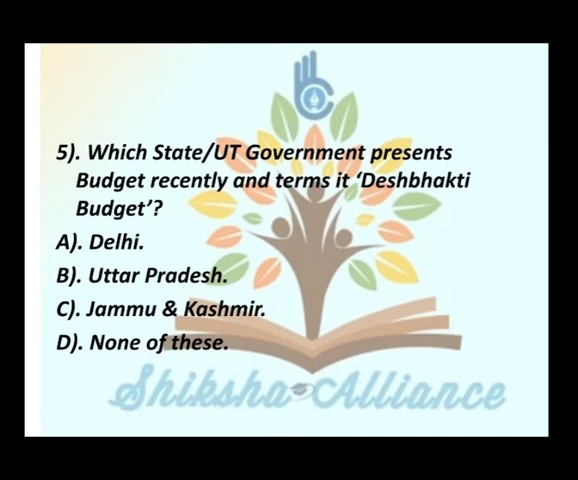 5). Which State/UT Government presents
Budget recently and terms it ‘Deshbhakti
Budget’?
A). Delhi.
B). Uttar Pradesh.
C). Jammu & Kashmir.
D). None of these.
Shiksha Alliance